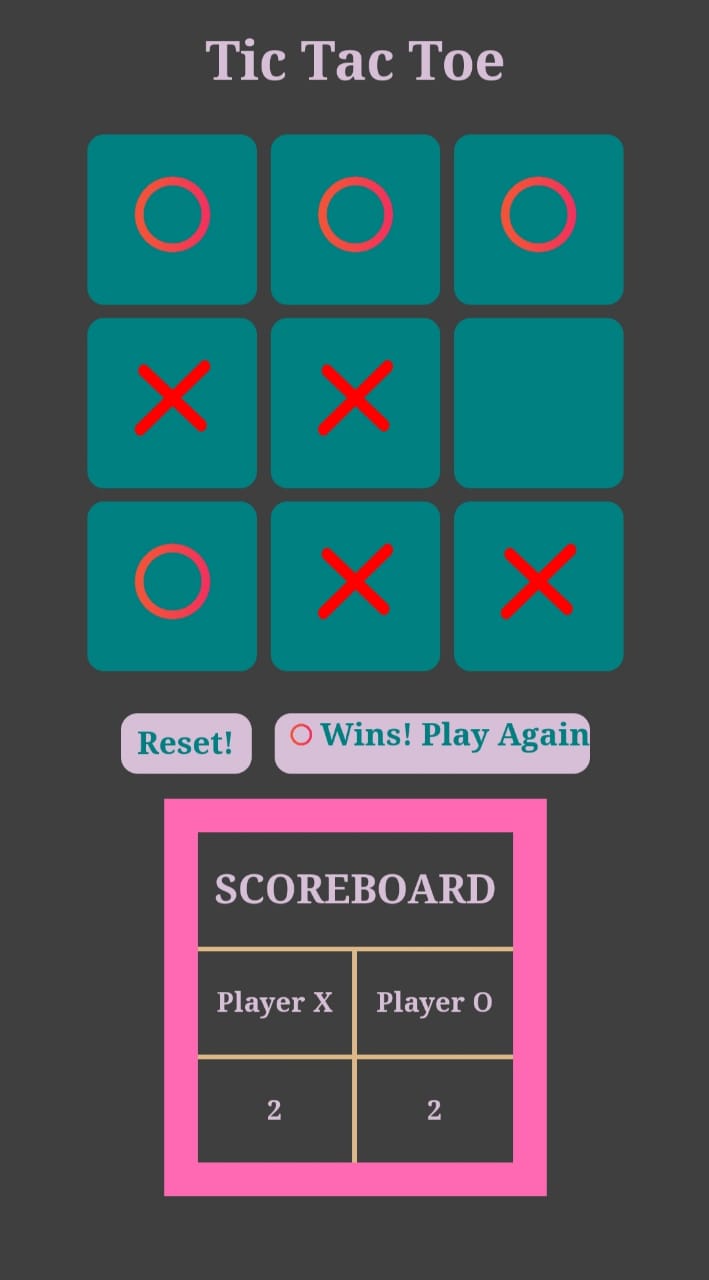 Tic Tac Toe
Reset!
Wins! Play Again
SCOREBOARD
Player X Player O
2 2